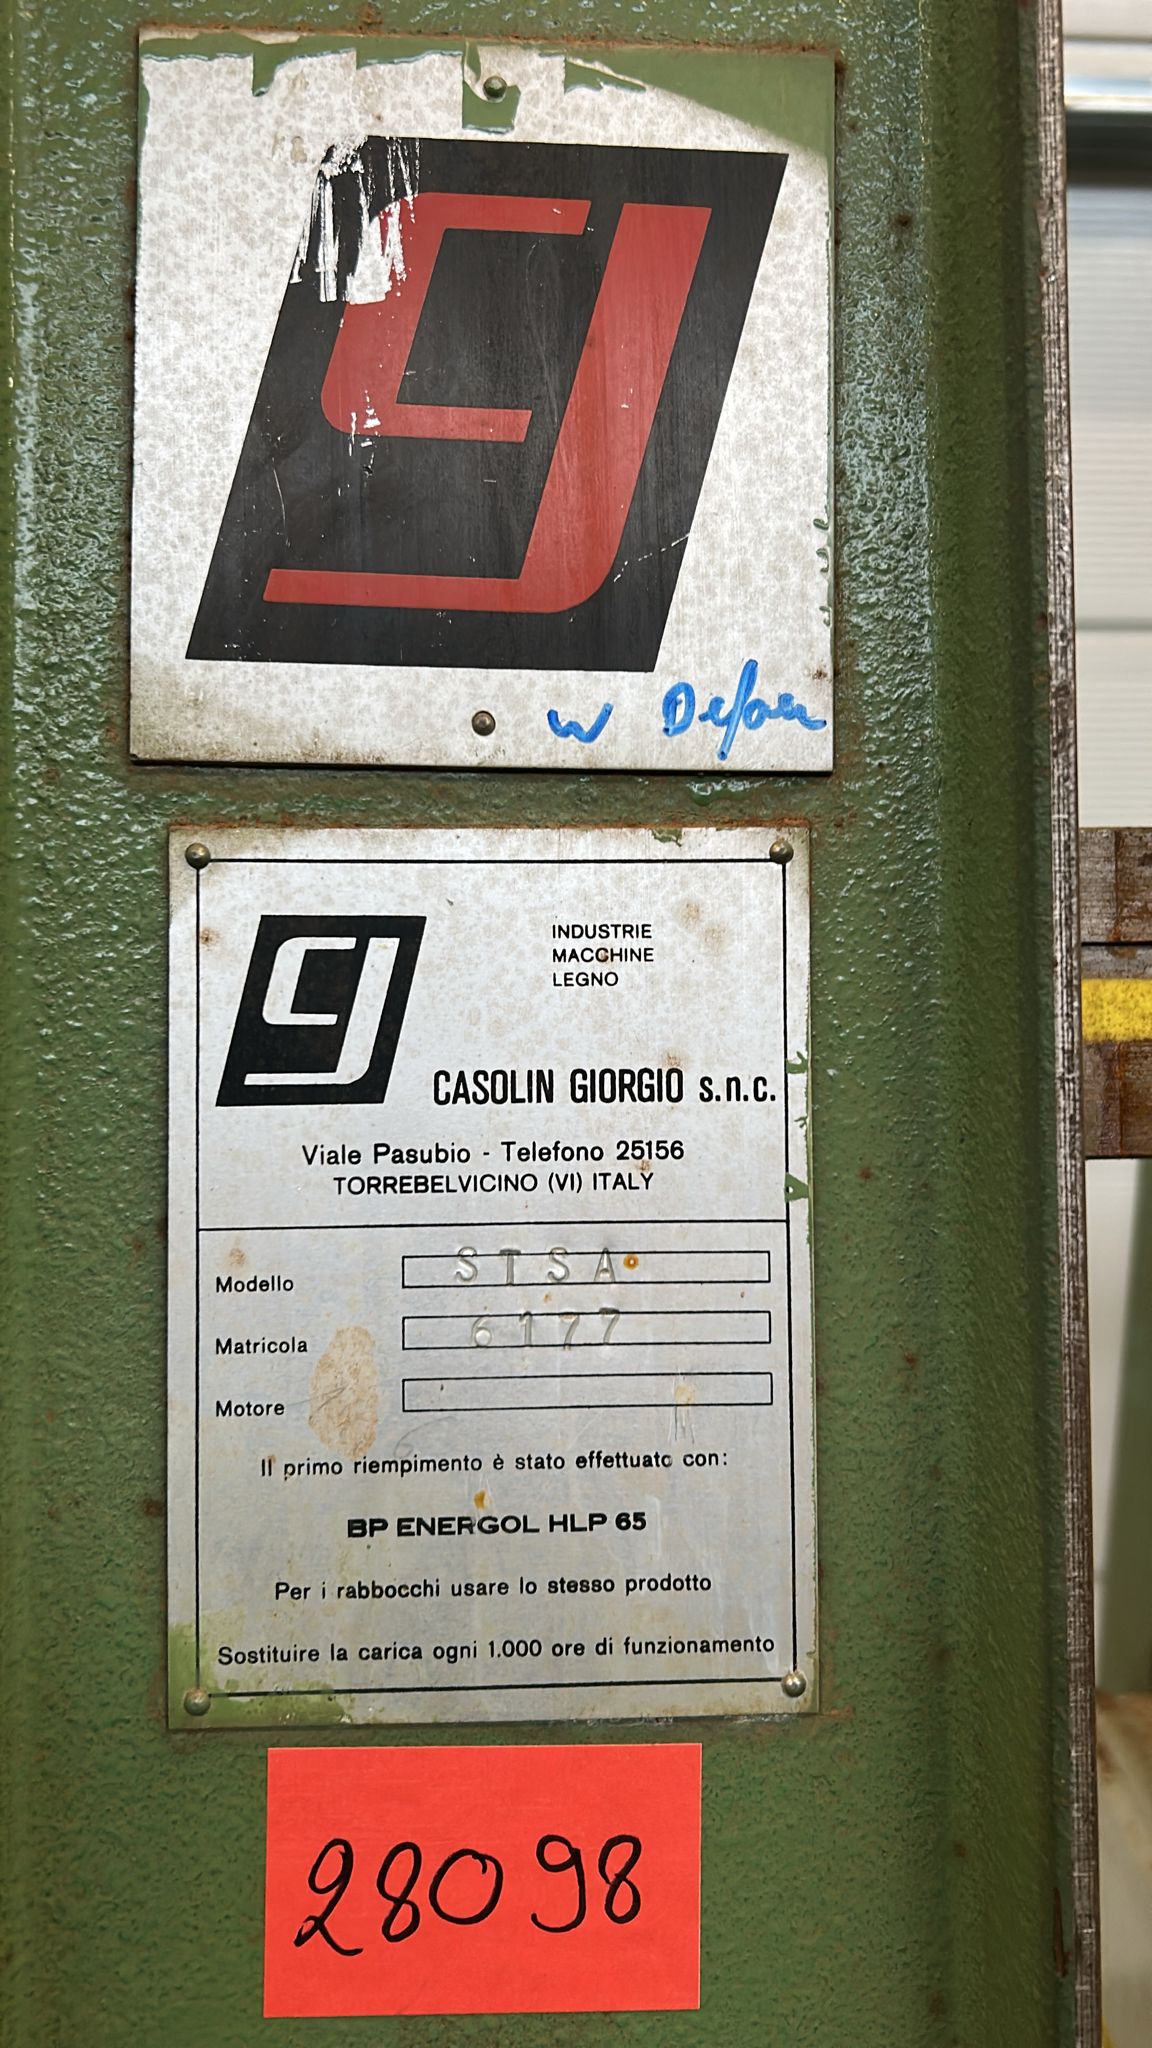 INDUSTRIE
MACCHINE
LEGNO
CASOLIN GIORGIO s.n.c.
Viale Pasubio - Telefono 25156
TORREBELVICINO (VI) ITALY
Modello STSA
Matricola 6177
Motore
Il primo riempimento è stato effettuato con:
BP ENERGOL HLP 65
Per i rabbocchi usare lo stesso prodotto
Sostituire la carica ogni 1.000 ore di funzionamento
28098